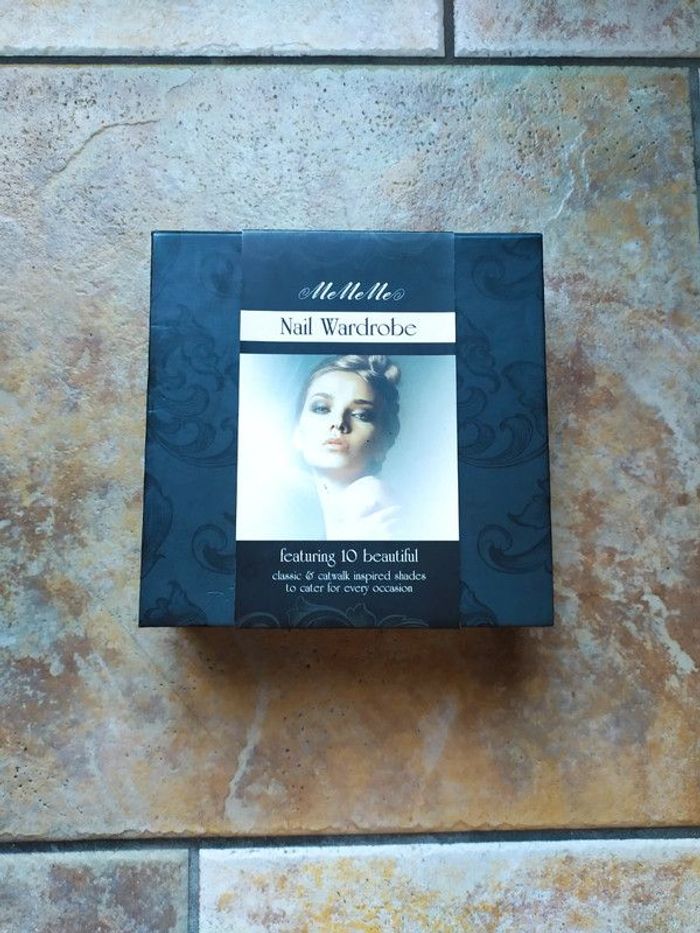 MeMeMe
Nail Wardrobe
featuring 10 beautiful
classic & catwalk inspired shades
to cater for every occasion